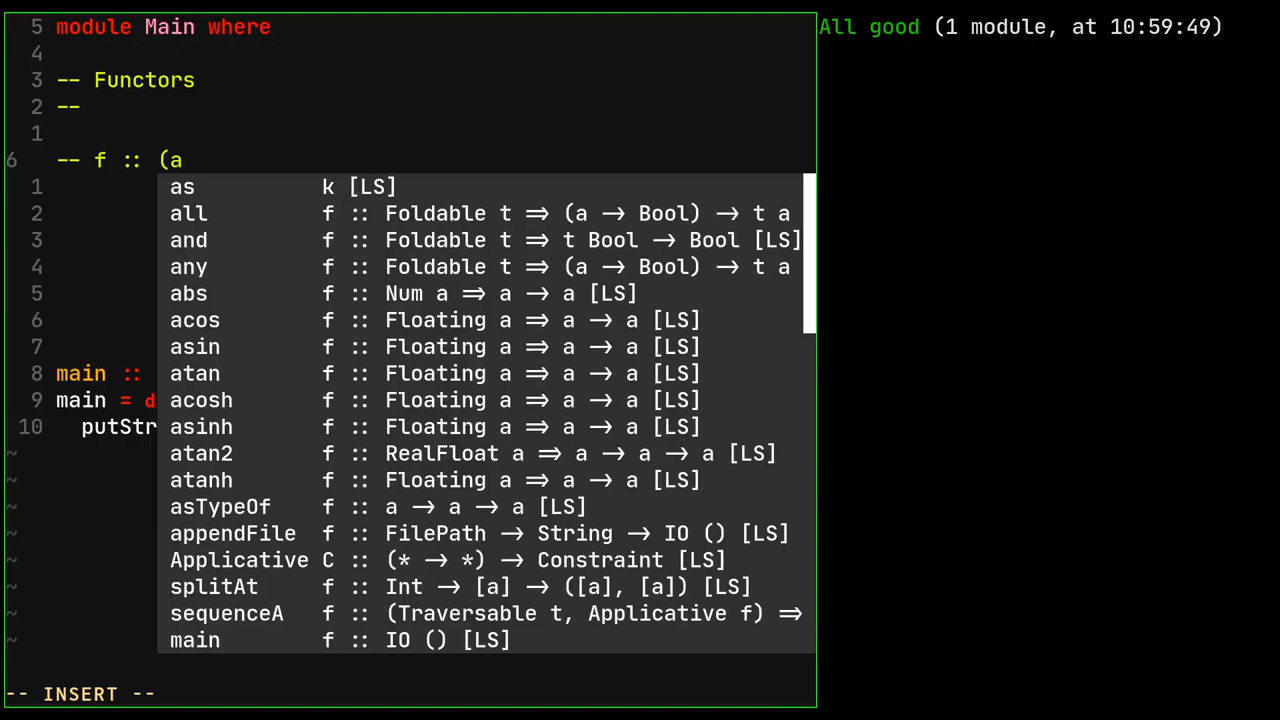 5 module Main where
All good (1 module, at 10:59:49)
4
3 -- Functors
2 --
1
6 -- f :: (a
1 as k [LS]
2 all f :: Foldable t ⇒ (a → Bool) → t a
3 and f :: Foldable t ⇒ t Bool → Bool [LS]
4 any f :: Foldable t ⇒ (a → Bool) → t a
5 abs f :: Num a ⇒ a → a [LS]
6 acos f :: Floating a ⇒ a → a [LS]
7 asin f :: Floating a ⇒ a → a [LS]
8 main :: atan f :: Floating a ⇒ a → a [LS]
9 main = d acosh f :: Floating a ⇒ a → a [LS]
10 putStr asinh f :: Floating a ⇒ a → a [LS]
~ atan2 f :: RealFloat a ⇒ a → a → a [LS]
~ atanh f :: Floating a ⇒ a → a [LS]
~ asTypeOf f :: a → a → a [LS]
~ appendFile f :: FilePath → String → IO () [LS]
~ Applicative C :: (* → *) → Constraint [LS]
~ splitAt f :: Int → [a] → ([a], [a]) [LS]
~ sequenceA f :: (Traversable t, Applicative f) ⇒
~ main f :: IO () [LS]
-- INSERT --